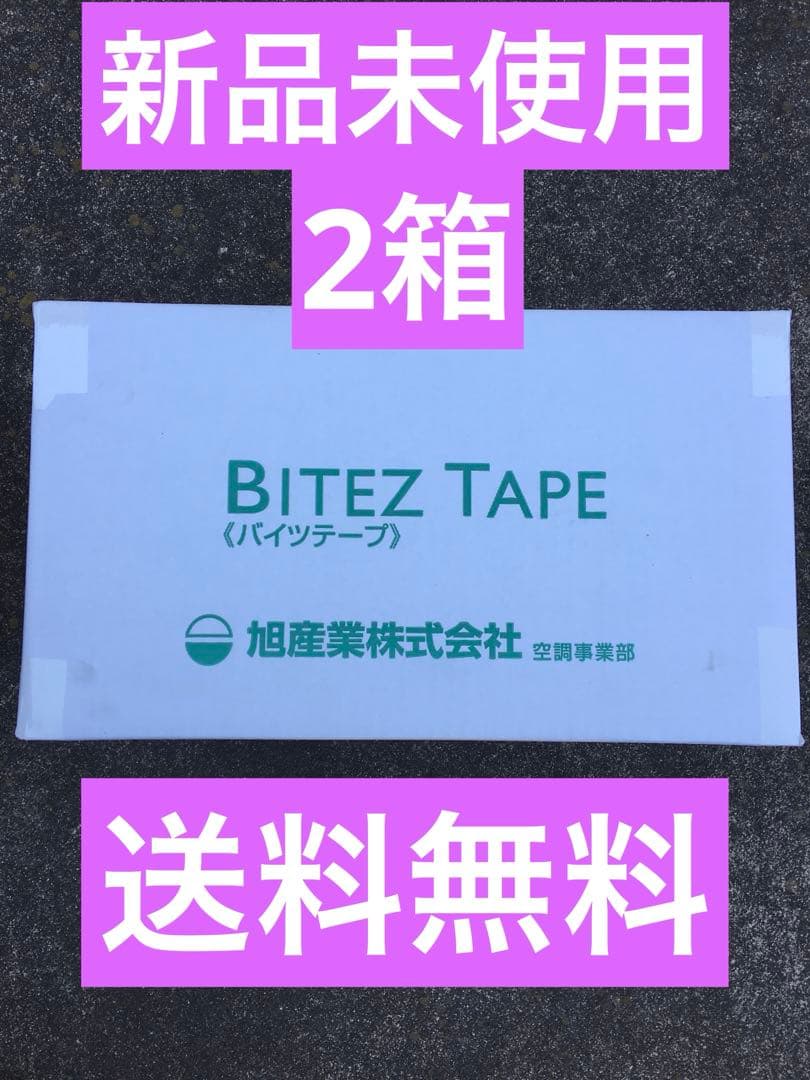 新品未使用
2箱
BITEZ TAPE
《バイツテープ》
旭産業株式会社 空調事業部
送料無料